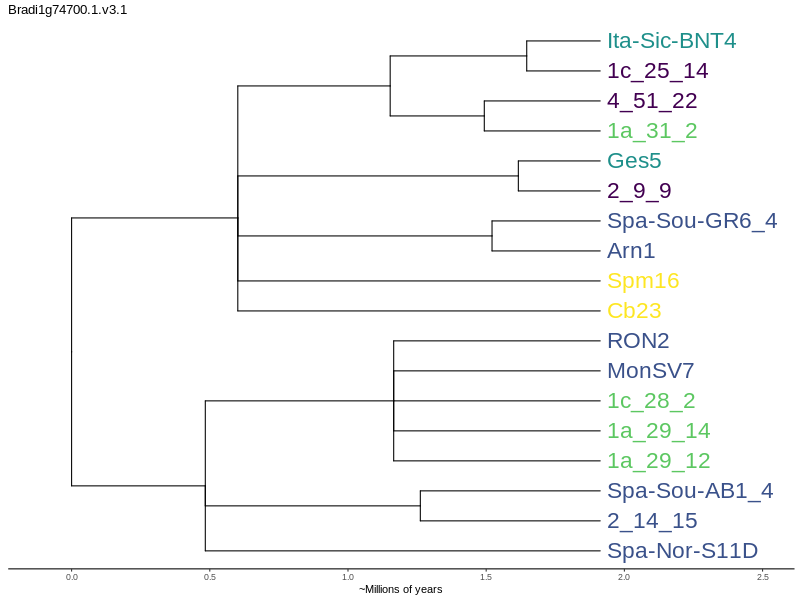 Bradi1g74700.1.v3.1
Ita-Sic-BNT4
1c_25_14
4_51_22
1a_31_2
Ges5
2_9_9
Spa-Sou-GR6_4
Arn1
Spm16
Cb23
RON2
MonSV7
1c_28_2
1a_29_14
1a_29_12
Spa-Sou-AB1_4
2_14_15
Spa-Nor-S11D
0.0 0.5 1.0 1.5 2.0 2.5
~Millions of years